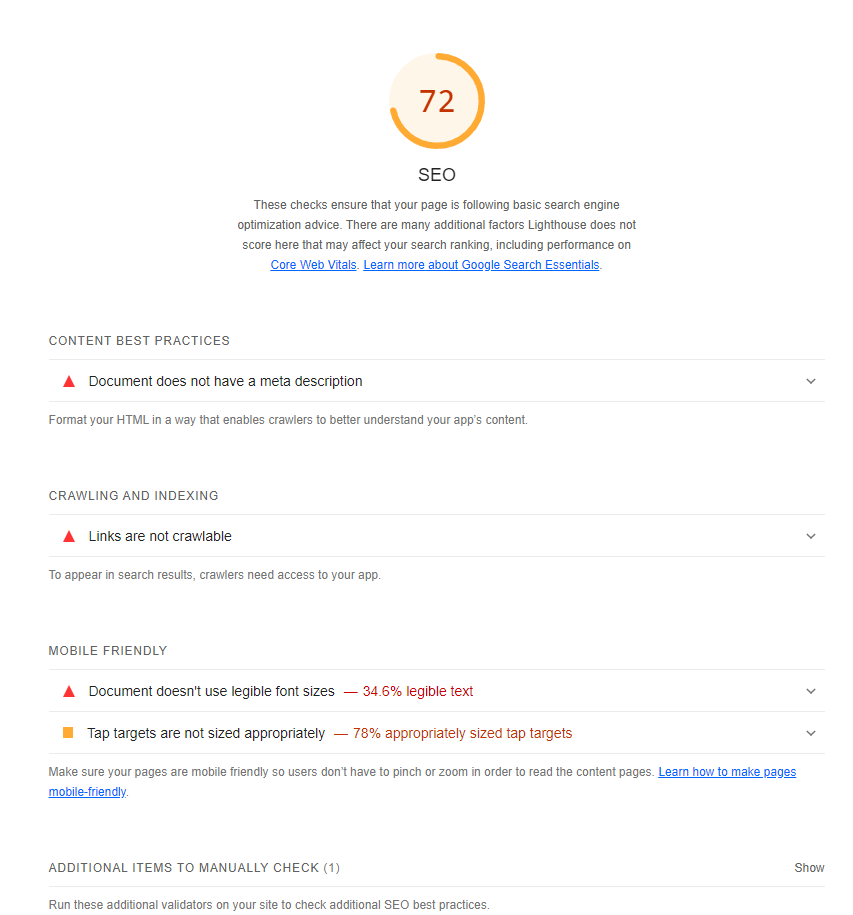 72
SEO
These checks ensure that your page is following basic search engine
optimization advice. There are many additional factors Lighthouse does not
score here that may affect your search ranking, including performance on
Core Web Vitals. Learn more about Google Search Essentials.
CONTENT BEST PRACTICES
Document does not have a meta description
Format your HTML in a way that enables crawlers to better understand your app's content.
CRAWLING AND INDEXING
Links are not crawlable
To appear in search results, crawlers need access to your app.
MOBILE FRIENDLY
Document doesn't use legible font sizes — 34.6% legible text
Tap targets are not sized appropriately — 78% appropriately sized tap targets
Make sure your pages are mobile friendly so users don't have to pinch or zoom in order to read the content pages. Learn how to make pages
mobile-friendly.
ADDITIONAL ITEMS TO MANUALLY CHECK (1) Show
Run these additional validators on your site to check additional SEO best practices.